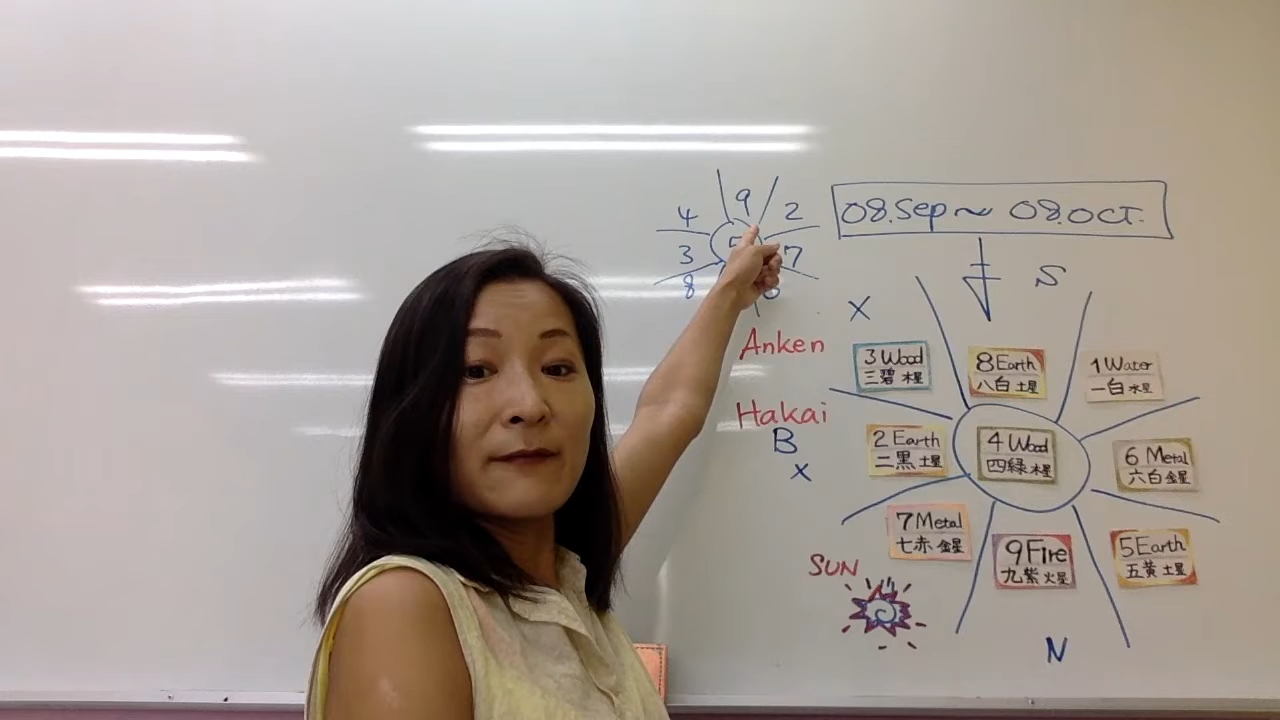 4 9 2
3 5 7
8
08.Sep ~ 08.OCT.
S
X
Anken
3 Wood
三碧 木星
8 Earth
八白 土星
1 Water
一白 水星
Hakai
B
X
2 Earth
二黒 土星
4 Wood
四緑 木星
6 Metal
六白 金星
7 Metal
七赤 金星
9 Fire
九紫 火星
5 Earth
五黄 土星
SUN
N